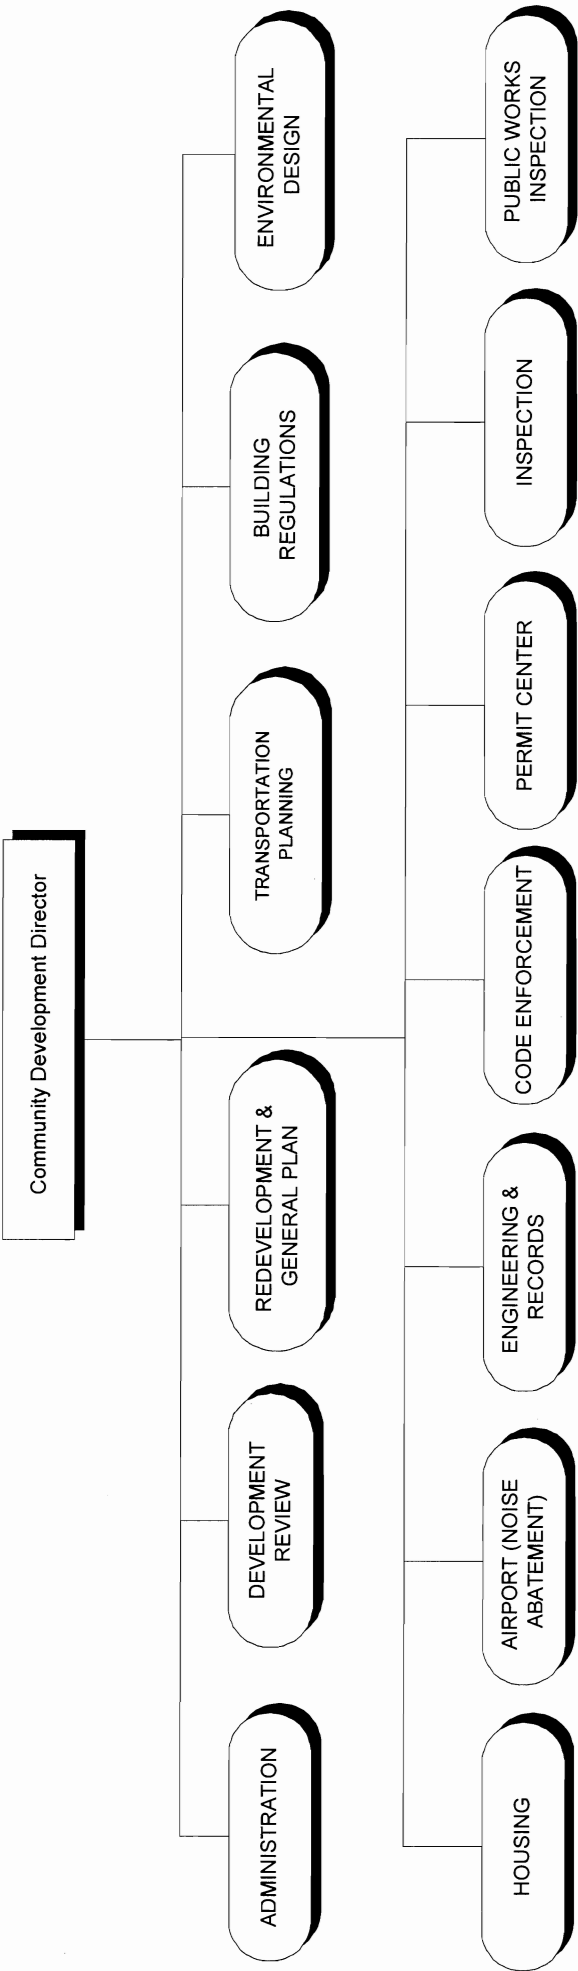 Community Development Director
ADMINISTRATION
DEVELOPMENT
REVIEW
REDEVELOPMENT &
GENERAL PLAN
TRANSPORTATION
PLANNING
BUILDING
REGULATIONS
ENVIRONMENTAL
DESIGN
HOUSING
AIRPORT (NOISE
ABATEMENT)
ENGINEERING &
RECORDS
CODE ENFORCEMENT
PERMIT CENTER
INSPECTION
PUBLIC WORKS
INSPECTION